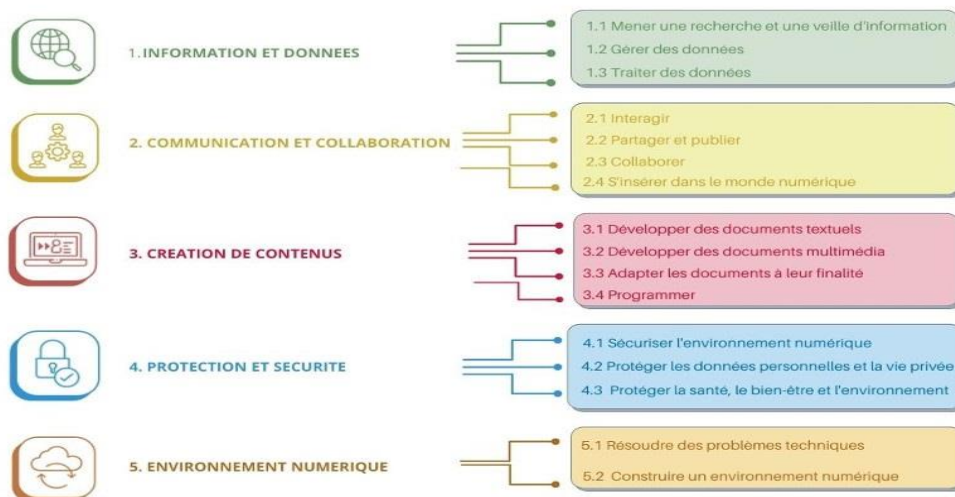 1.INFORMATION ET DONNEES
1.1 Mener une recherche et une veille d'information
1.2 Gérer des données
1.3 Traiter des données
2. COMMUNICATION ET COLLABORATION
2.1 Interagir
2.2 Partager et publier
2.3 Collaborer
2.4 S'insérer dans le monde numérique
3. CREATION DE CONTENUS
3.1 Développer des documents textuels
3.2 Développer des documents multimédia
3.3 Adapter les documents à leur finalité
3.4 Programmer
4. PROTECTION ET SECURITE
4.1 Sécuriser l'environnement numérique
4.2 Protéger les données personnelles et la vie privée
4.3 Protéger la santé, le bien-être et l'environnement
5. ENVIRONNEMENT NUMERIQUE
5.1 Résoudre des problèmes techniques
5.2 Construire un environnement numérique